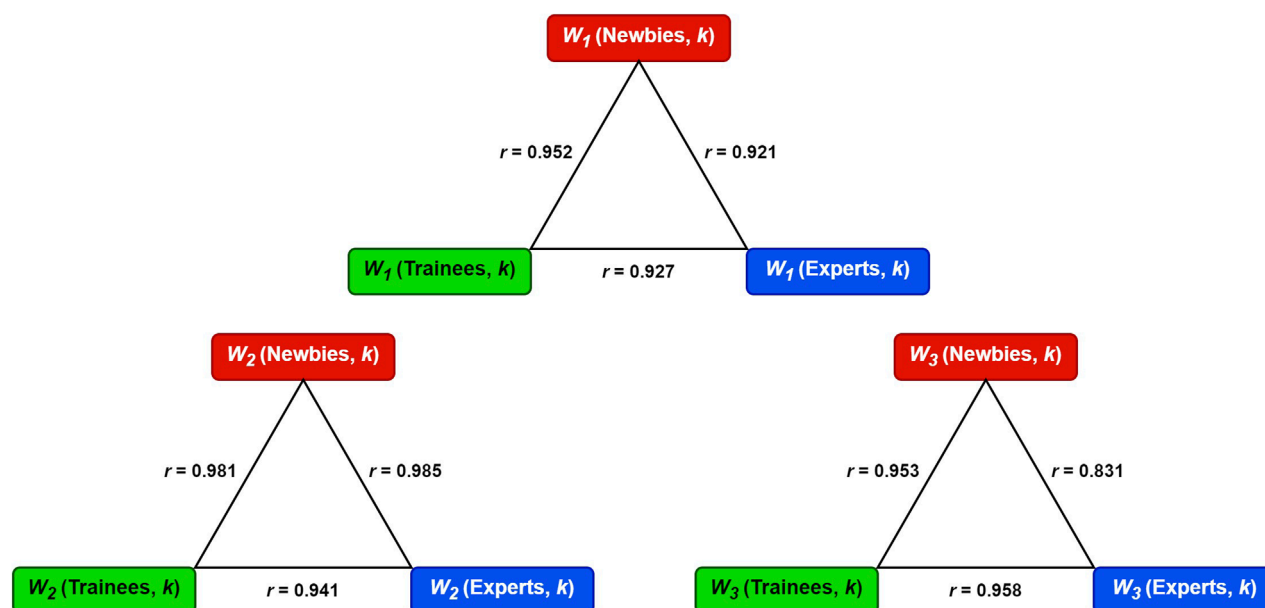 W1 (Newbies, k)
r = 0.952
r = 0.921
W1 (Trainees, k)
r = 0.927
W1 (Experts, k)
W2 (Newbies, k)
r = 0.981
r = 0.985
W2 (Trainees, k)
r = 0.941
W2 (Experts, k)
W3 (Newbies, k)
r = 0.953
r = 0.831
W3 (Trainees, k)
r = 0.958
W3 (Experts, k)